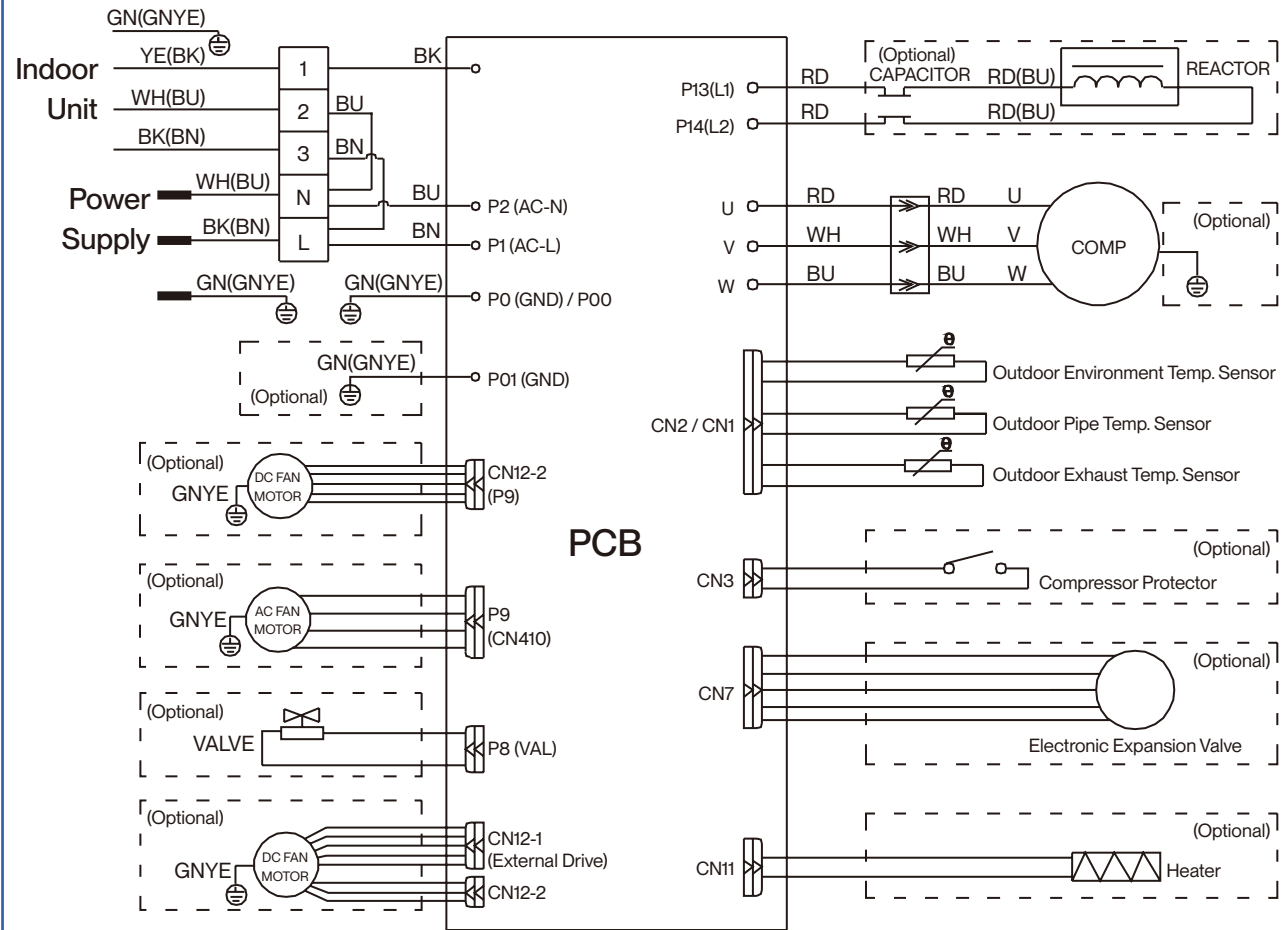 GN(GNYE)
Indoor
Unit
YE(BK)
WH(BU)
BK(BN)
1
2
3
N
L
BK
BU
BN
Power
Supply
WH(BU)
BK(BN)
BU
BN
P2 (AC-N)
P1 (AC-L)
GN(GNYE)
GN(GNYE)
P0 (GND) / P00
GN(GNYE)
(Optional)
P01 (GND)
(Optional)
DC FAN
MOTOR
GNYE
CN12-2
(P9)
(Optional)
AC FAN
MOTOR
GNYE
P9
(CN410)
(Optional)
VALVE
P8 (VAL)
(Optional)
DC FAN
MOTOR
GNYE
CN12-1
(External Drive)
CN12-2
PCB
P13(L1)
RD
P14(L2)
RD
(Optional)
CAPACITOR
RD(BU)
RD(BU)
REACTOR
U
RD
RD
U
V
WH
WH
V
W
BU
BU
W
COMP
(Optional)
CN2 / CN1
θ
Outdoor Environment Temp. Sensor
θ
Outdoor Pipe Temp. Sensor
θ
Outdoor Exhaust Temp. Sensor
CN3
(Optional)
Compressor Protector
CN7
(Optional)
Electronic Expansion Valve
CN11
(Optional)
Heater